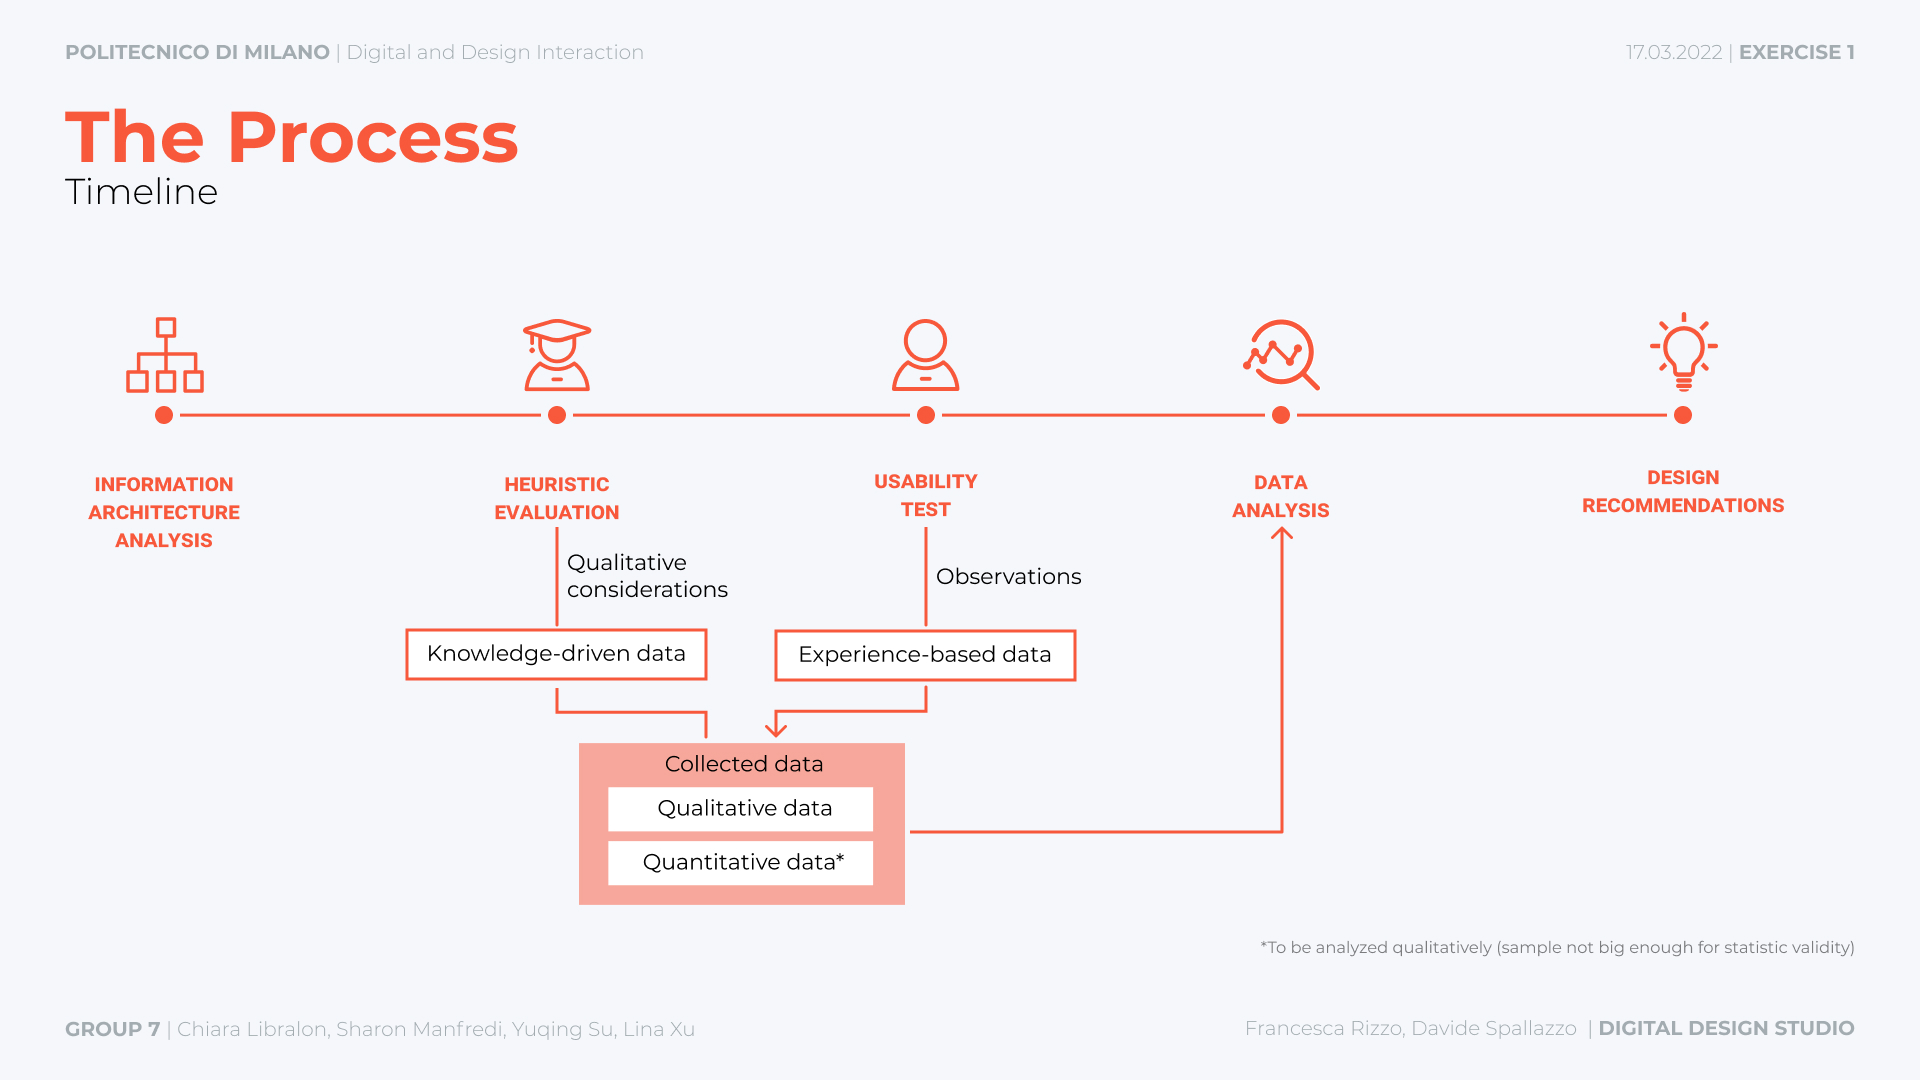 POLITECNICO DI MILANO | Digital and Design Interaction
17.03.2022 | EXERCISE 1
The Process
Timeline
INFORMATION
ARCHITECTURE
ANALYSIS
HEURISTIC
EVALUATION
USABILITY
TEST
DATA
ANALYSIS
DESIGN
RECOMMENDATIONS
Qualitative
considerations
Observations
Knowledge-driven data
Experience-based data
Collected data
Qualitative data
Quantitative data*
*To be analyzed qualitatively (sample not big enough for statistic validity)
GROUP 7 | Chiara Libralon, Sharon Manfredi, Yuqing Su, Lina Xu
Francesca Rizzo, Davide Spallazzo | DIGITAL DESIGN STUDIO